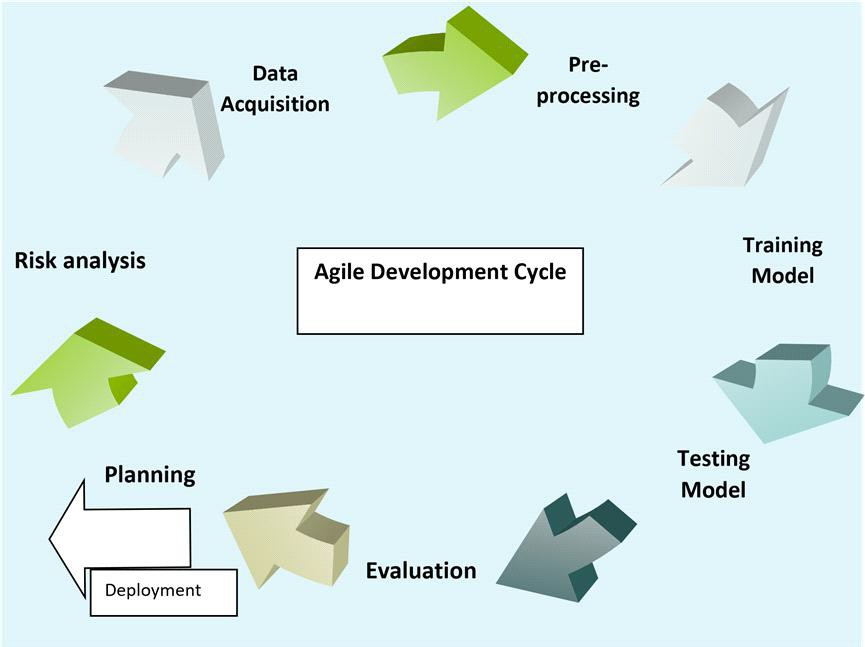 Data
Acquisition
Pre-
processing
Risk analysis
Agile Development Cycle
Training
Model
Planning
Testing
Model
Evaluation
Deployment